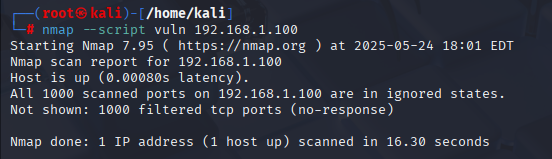 ┌──(root㉿kali)-[/home/kali]
└─# nmap --script vuln 192.168.1.100
Starting Nmap 7.95 ( https://nmap.org ) at 2025-05-24 18:01 EDT
Nmap scan report for 192.168.1.100
Host is up (0.00080s latency).
All 1000 scanned ports on 192.168.1.100 are in ignored states.
Not shown: 1000 filtered tcp ports (no-response)
Nmap done: 1 IP address (1 host up) scanned in 16.30 seconds